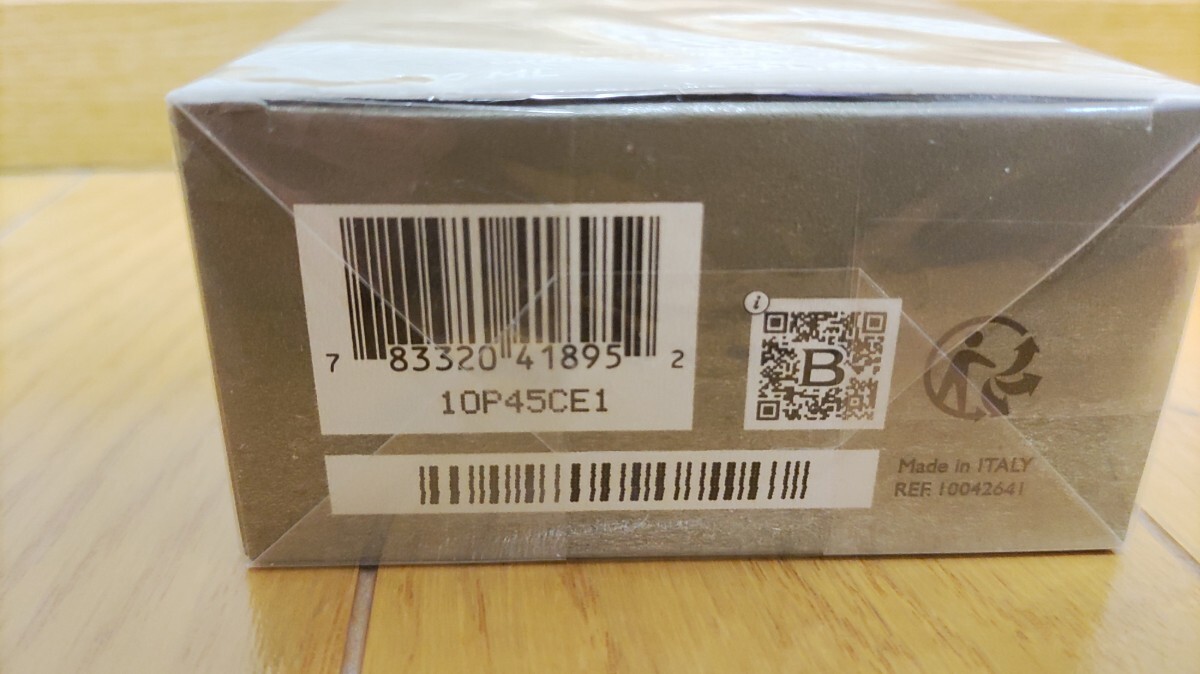 7 83320 41895 2
10P45CE1
i
B
Made in ITALY
REF. 10042641